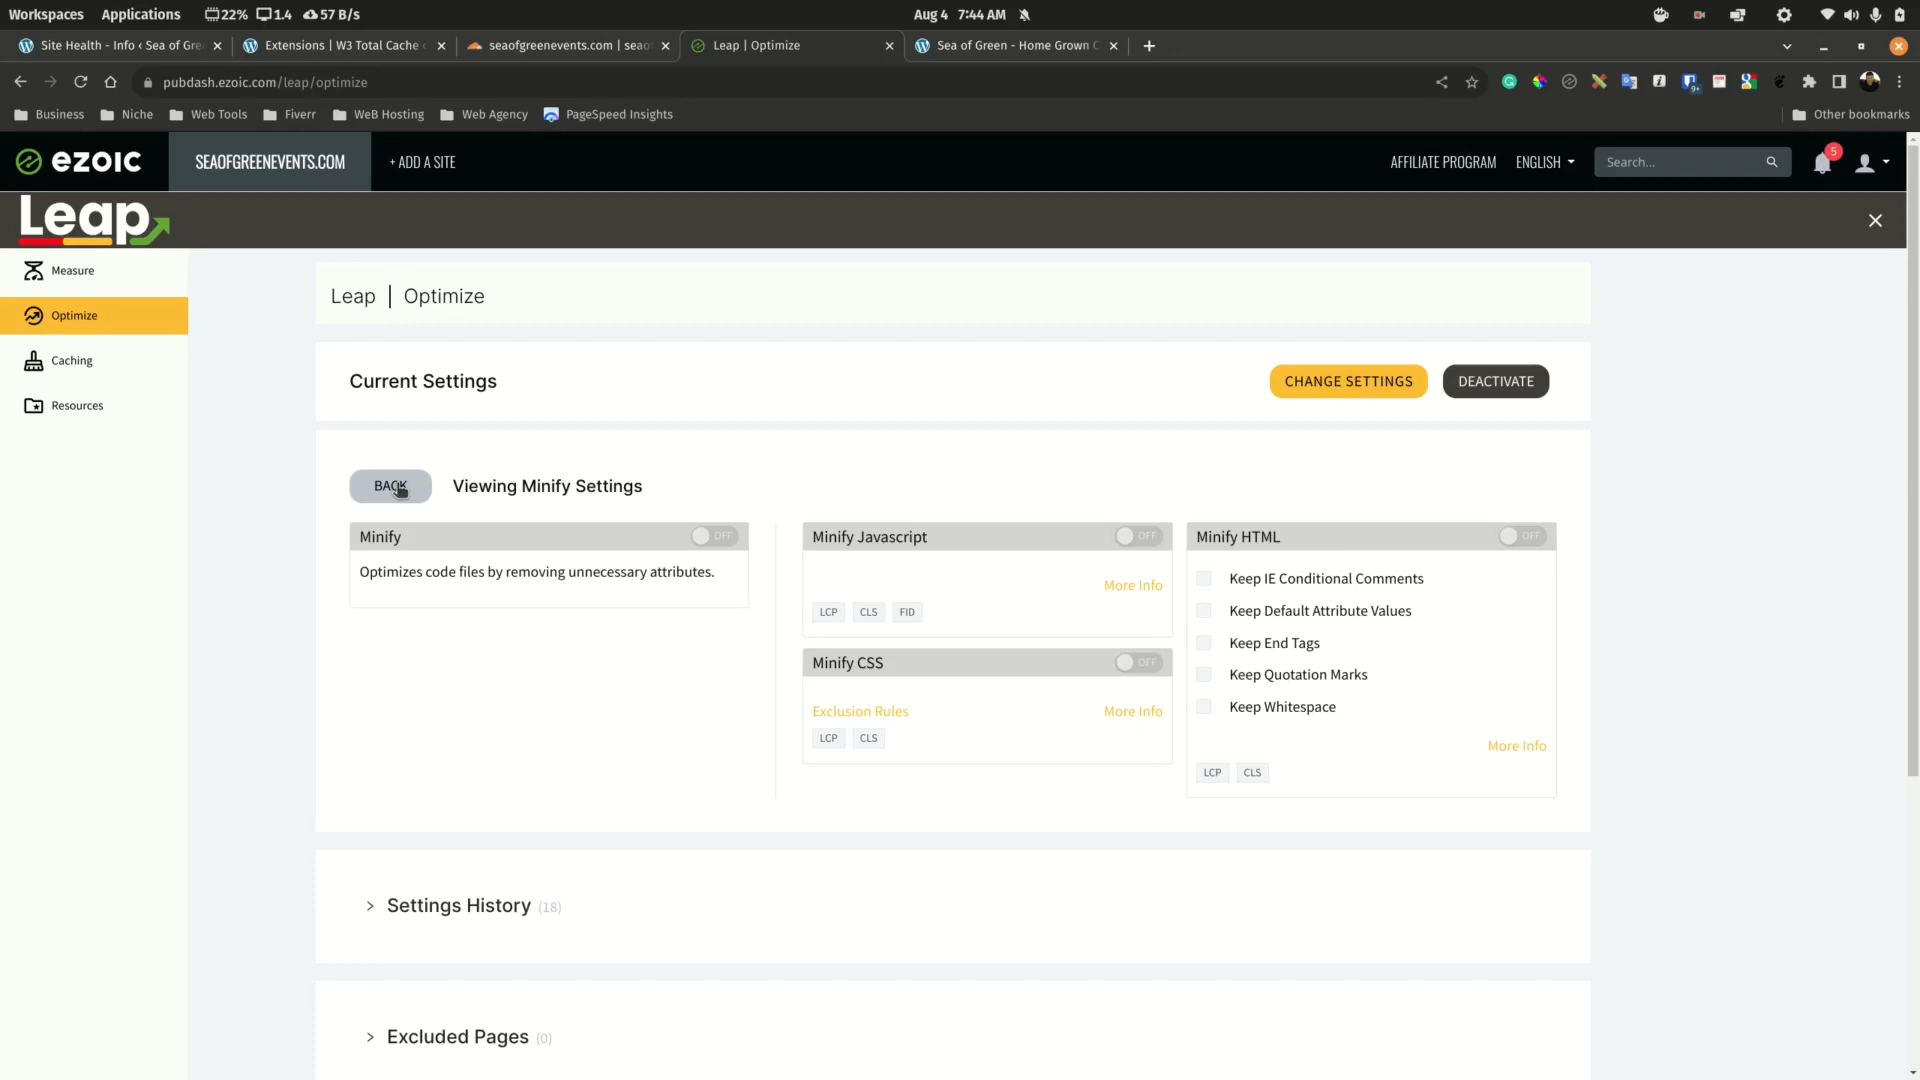 Workspaces Applications 22% 1.4 57 B/s Aug 4 7:44 AM
Site Health - Info ‹ Sea of Gre
Extensions | W3 Total Cache ‹
seaofgreenevents.com | seaof
Leap | Optimize
Sea of Green - Home Grown C
pubdash.ezoic.com/leap/optimize
Business Niche Web Tools Fiverr WeB Hosting Web Agency PageSpeed Insights Other bookmarks
ezoic SEAOFGREENEVENTS.COM + ADD A SITE AFFILIATE PROGRAM ENGLISH Search... 5
Leap
Measure
Optimize
Caching
Resources
Leap | Optimize
Current Settings CHANGE SETTINGS DEACTIVATE
BACK Viewing Minify Settings
Minify OFF
Optimizes code files by removing unnecessary attributes.
Minify Javascript OFF
More Info
LCP CLS FID
Minify CSS OFF
Exclusion Rules More Info
LCP CLS
Minify HTML OFF
Keep IE Conditional Comments
Keep Default Attribute Values
Keep End Tags
Keep Quotation Marks
Keep Whitespace
More Info
LCP CLS
> Settings History (18)
> Excluded Pages (0)